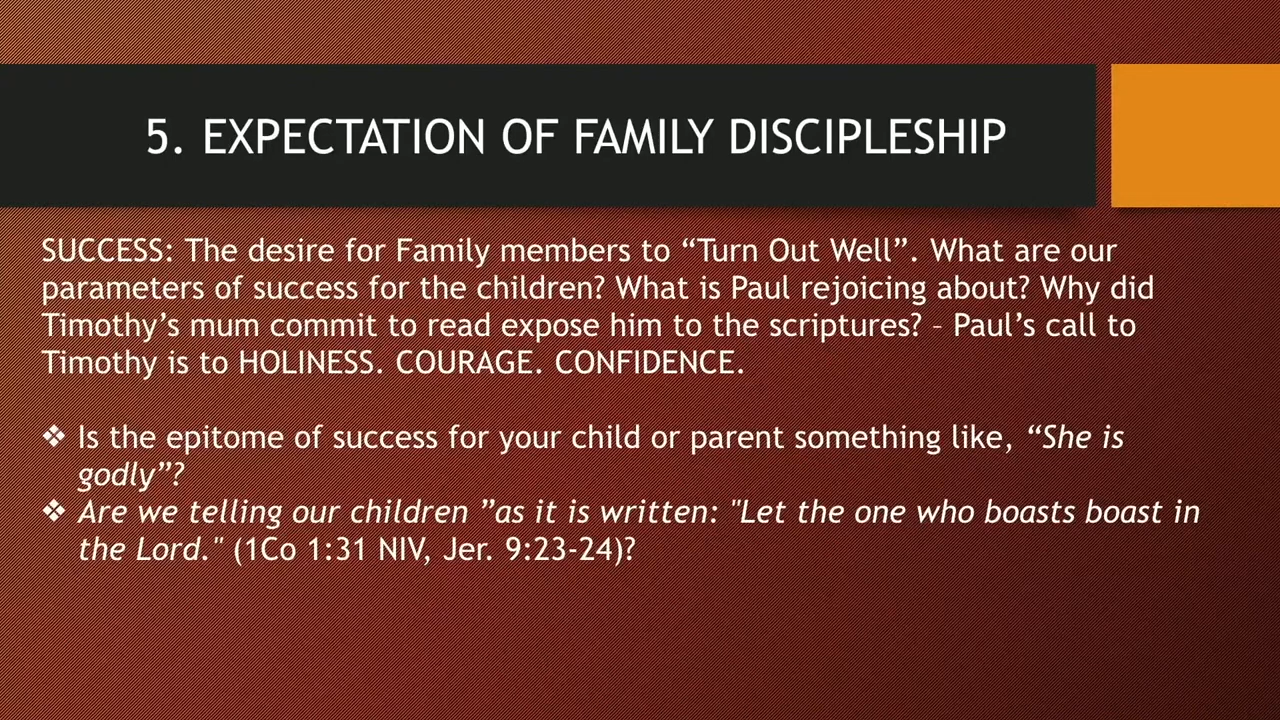 5. EXPECTATION OF FAMILY DISCIPLESHIP
SUCCESS: The desire for Family members to “Turn Out Well”. What are our
parameters of success for the children? What is Paul rejoicing about? Why did
Timothy’s mum commit to read expose him to the scriptures? – Paul’s call to
Timothy is to HOLINESS. COURAGE. CONFIDENCE.
❖ Is the epitome of success for your child or parent something like, “She is
godly”?
❖ Are we telling our children ”as it is written: "Let the one who boasts boast in
the Lord." (1Co 1:31 NIV, Jer. 9:23-24)?